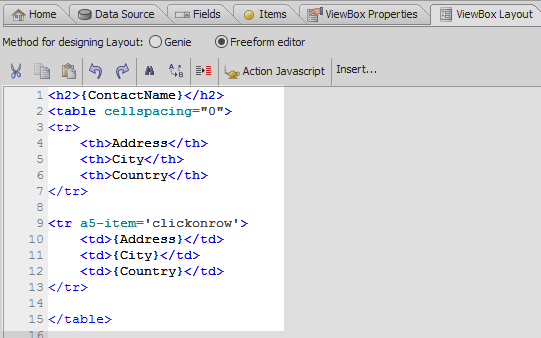 Home Data Source Fields Items ViewBox Properties ViewBox Layout
Method for designing Layout: Genie Freeform editor
Action Javascript Insert...
1 <h2>{ContactName}</h2>
2 <table cellspacing="0">
3 <tr>
4 <th>Address</th>
5 <th>City</th>
6 <th>Country</th>
7 </tr>
8
9 <tr a5-item='clickonrow'>
10 <td>{Address}</td>
11 <td>{City}</td>
12 <td>{Country}</td>
13 </tr>
14
15 </table>
16